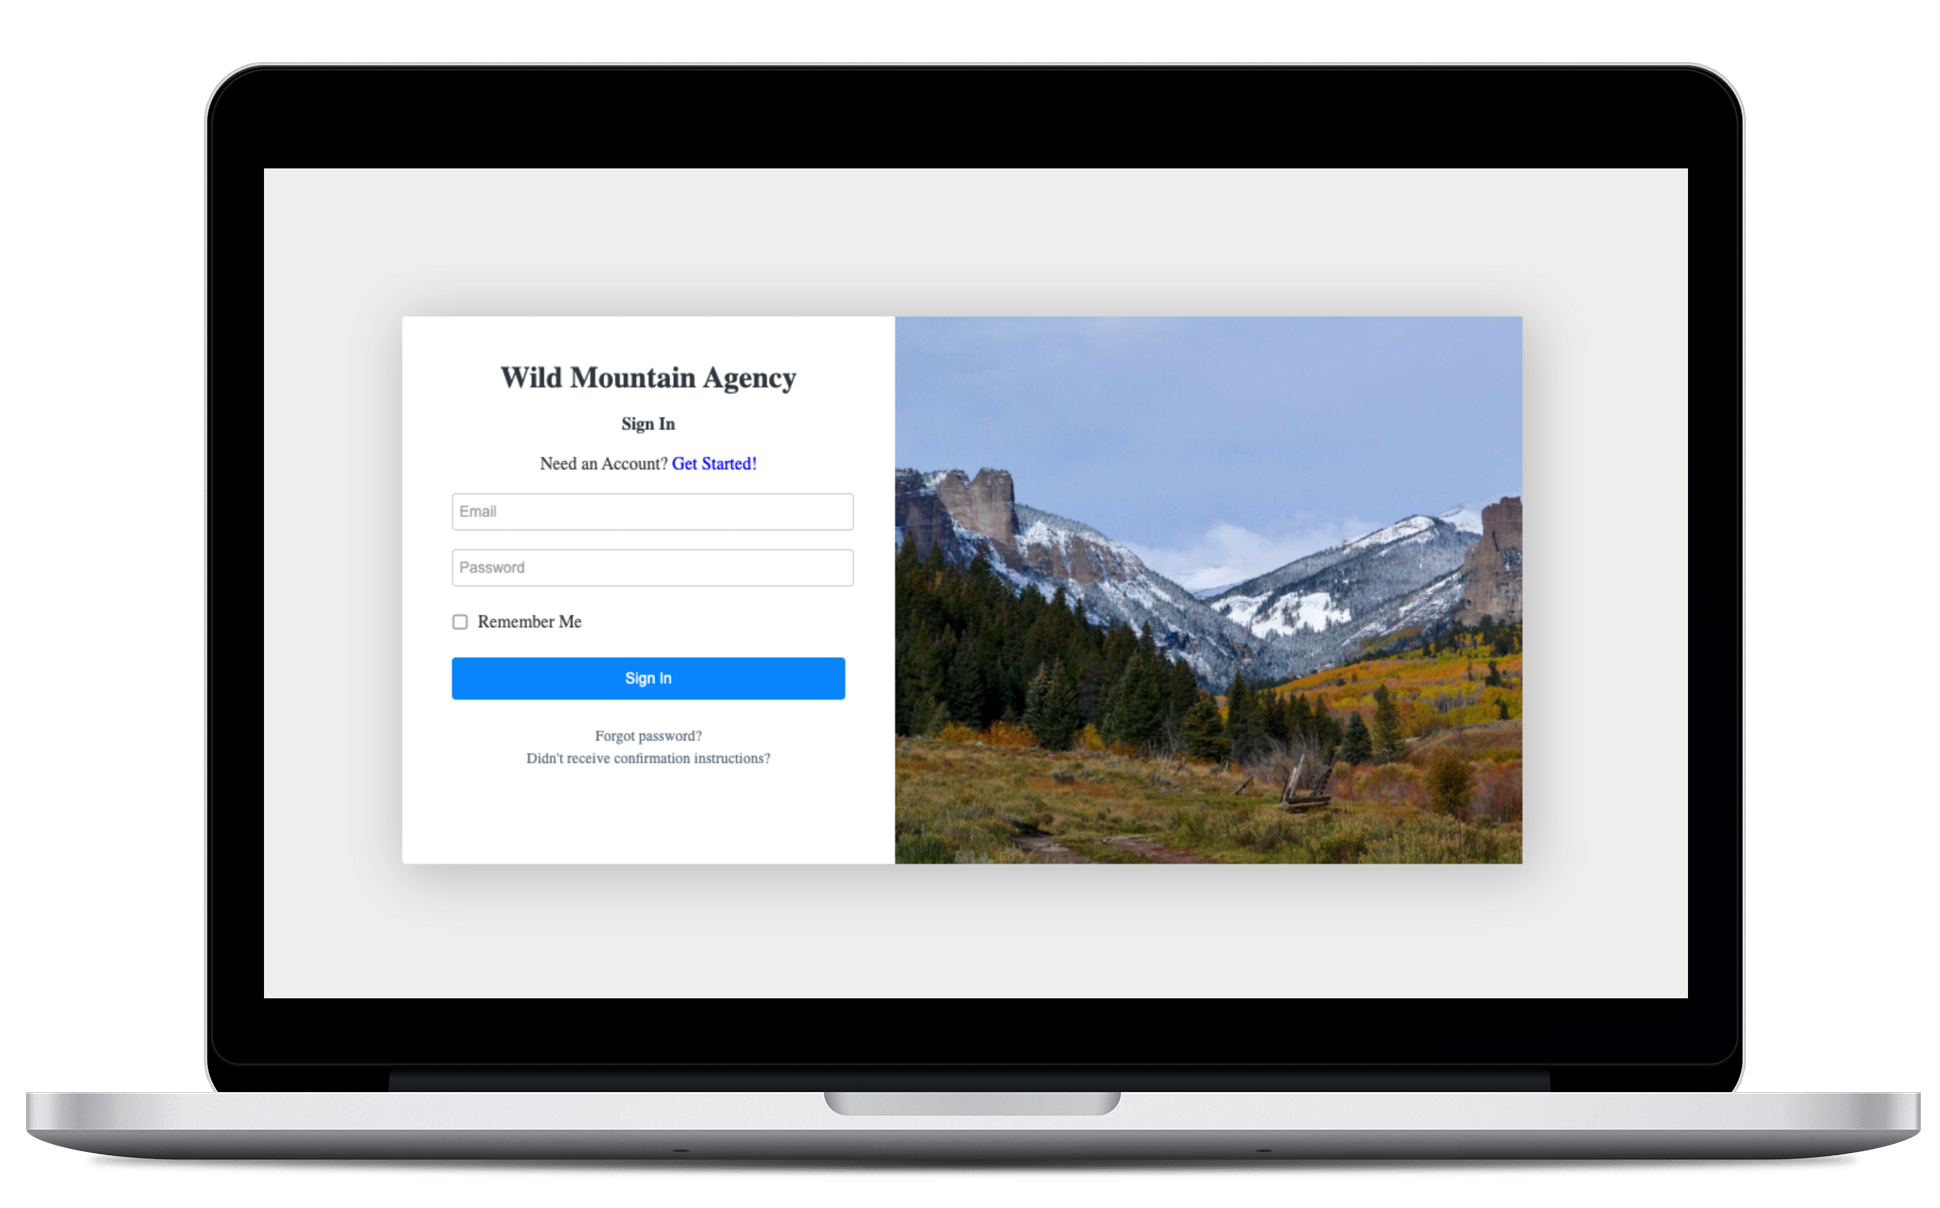 Wild Mountain Agency
Sign In
Need an Account? Get Started!
Email
Password
Remember Me
Sign In
Forgot password?
Didn't receive confirmation instructions?